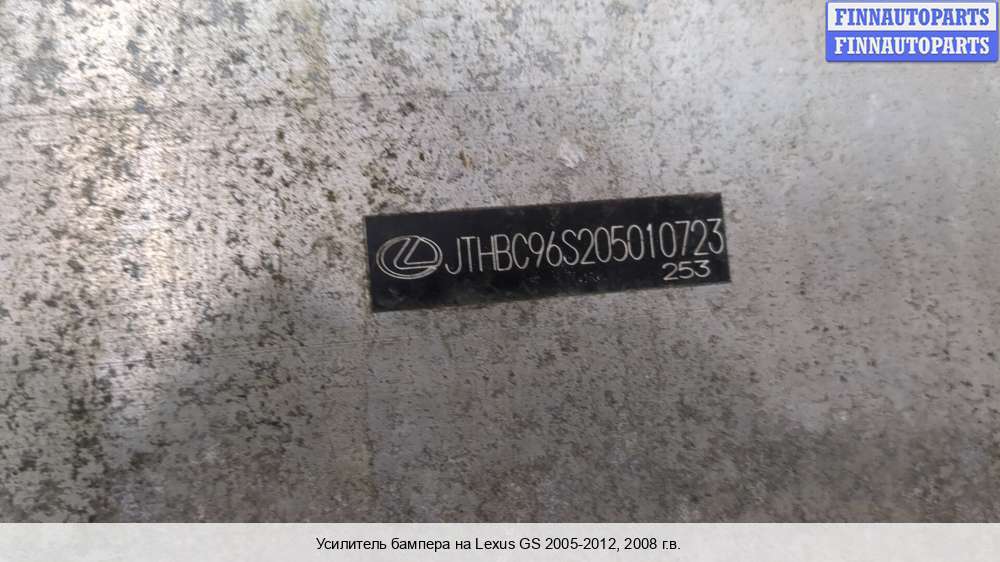 FINNAUTOPARTS
FINNAUTOPARTS
JTHBC96S205010723
253
Усилитель бампера на Lexus GS 2005-2012, 2008 г.в.